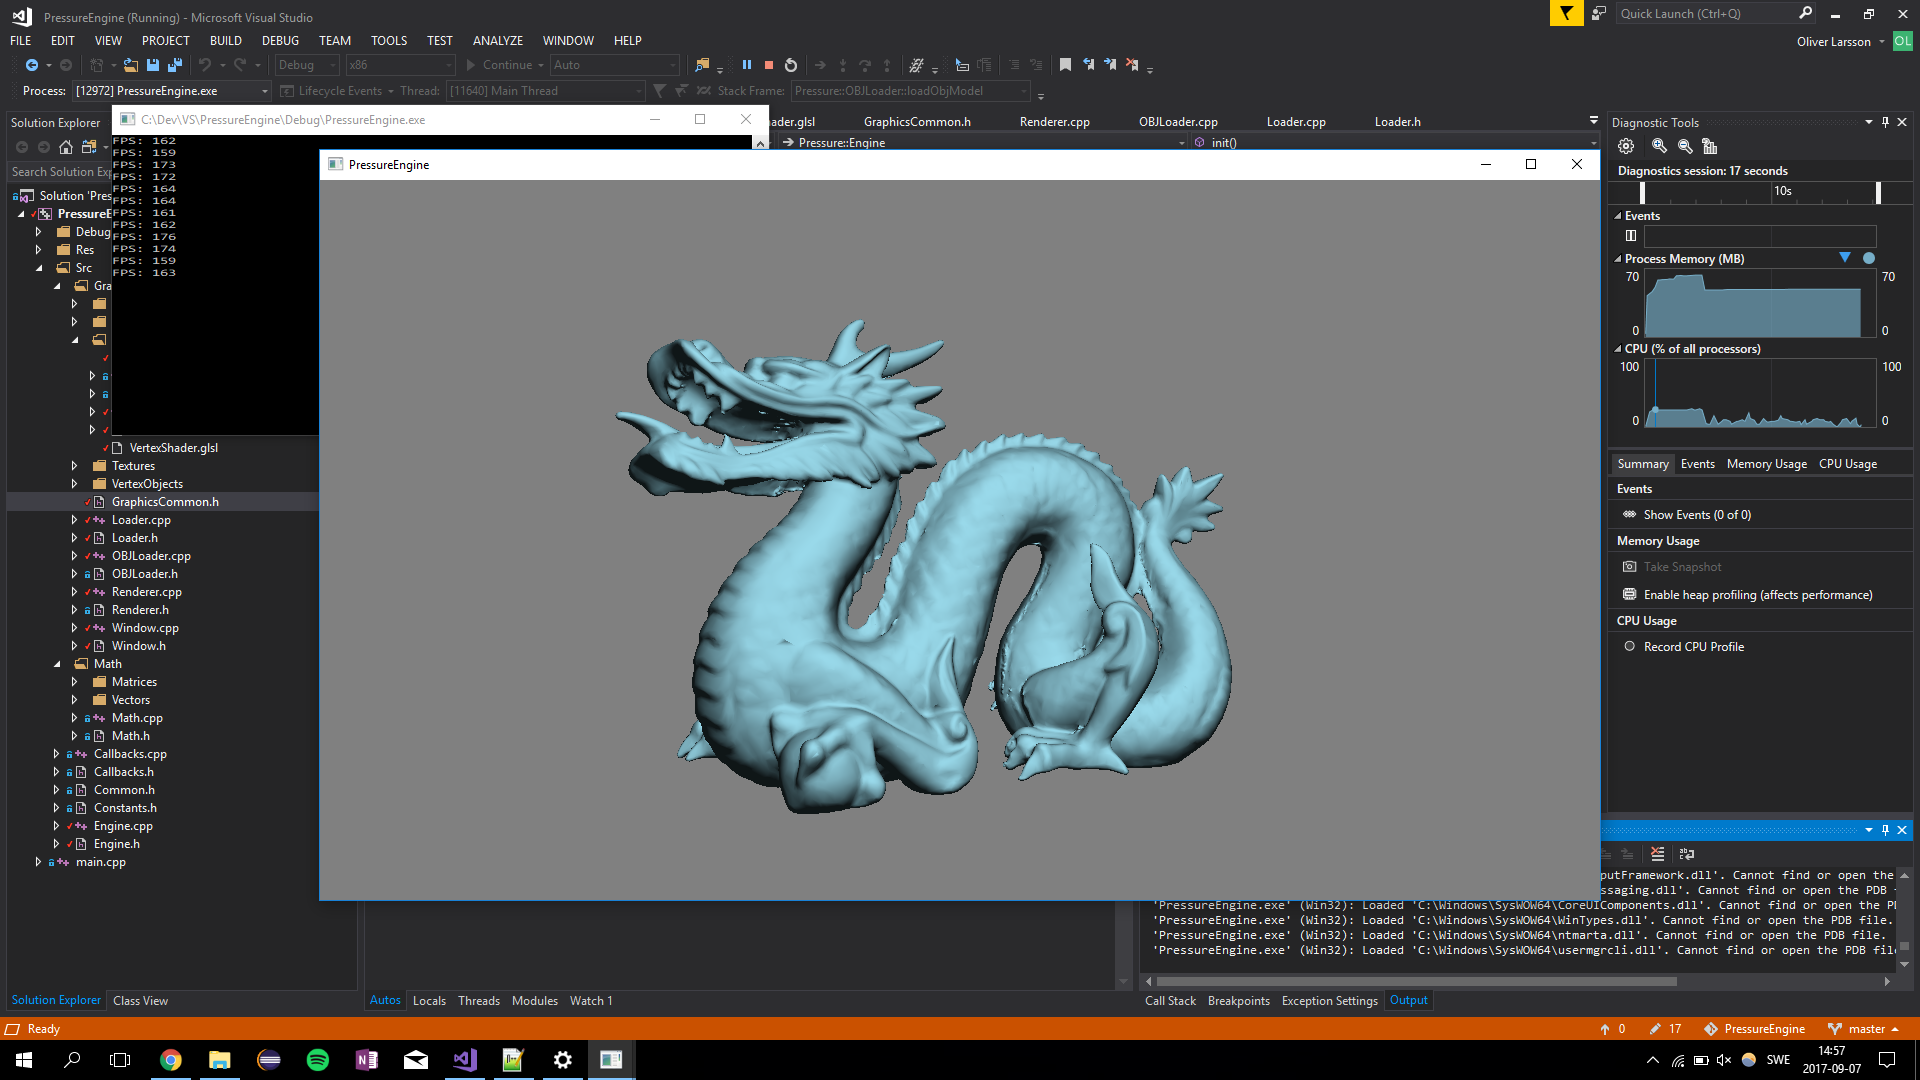 PressureEngine (Running) - Microsoft Visual Studio
Quick Launch (Ctrl+Q)
FILE EDIT VIEW PROJECT BUILD DEBUG TEAM TOOLS TEST ANALYZE WINDOW HELP
Oliver Larsson OL
Debug x86 Continue Auto
Process: [12972] PressureEngine.exe Lifecycle Events Thread: [11640] Main Thread Stack Frame: Pressure::OBJLoader::loadObjModel
Solution Explorer
Search Solution Exp
Solution 'Pres
PressureE
Debug
Res
Src
Gra
VertexShader.glsl
Textures
VertexObjects
GraphicsCommon.h
Loader.cpp
Loader.h
OBJLoader.cpp
OBJLoader.h
Renderer.cpp
Renderer.h
Window.cpp
Window.h
Math
Matrices
Vectors
Math.cpp
Math.h
Callbacks.cpp
Callbacks.h
Common.h
Constants.h
Engine.cpp
Engine.h
main.cpp
Solution Explorer Class View
C:\Dev\VS\PressureEngine\Debug\PressureEngine.exe
FPS: 162
FPS: 159
FPS: 173
FPS: 172
FPS: 164
FPS: 164
FPS: 161
FPS: 162
FPS: 176
FPS: 174
FPS: 159
FPS: 163
ader.glsl GraphicsCommon.h Renderer.cpp OBJLoader.cpp Loader.cpp Loader.h
Pressure::Engine init()
PressureEngine
Diagnostic Tools
Diagnostics session: 17 seconds
10s
Events
Process Memory (MB)
70 70
0 0
CPU (% of all processors)
100 100
0 0
Summary Events Memory Usage CPU Usage
Events
Show Events (0 of 0)
Memory Usage
Take Snapshot
Enable heap profiling (affects performance)
CPU Usage
Record CPU Profile
putFramework.dll'. Cannot find or open the
ssaging.dll'. Cannot find or open the PDB
'PressureEngine.exe' (Win32): Loaded 'C:\Windows\SysWOW64\CoreUIComponents.dll'. Cannot find or open the P
'PressureEngine.exe' (Win32): Loaded 'C:\Windows\SysWOW64\WinTypes.dll'. Cannot find or open the PDB file.
'PressureEngine.exe' (Win32): Loaded 'C:\Windows\SysWOW64\ntmarta.dll'. Cannot find or open the PDB file.
'PressureEngine.exe' (Win32): Loaded 'C:\Windows\SysWOW64\usermgrcli.dll'. Cannot find or open the PDB fil
Autos Locals Threads Modules Watch 1
Call Stack Breakpoints Exception Settings Output
Ready
0 17 PressureEngine master
SWE
14:57
2017-09-07